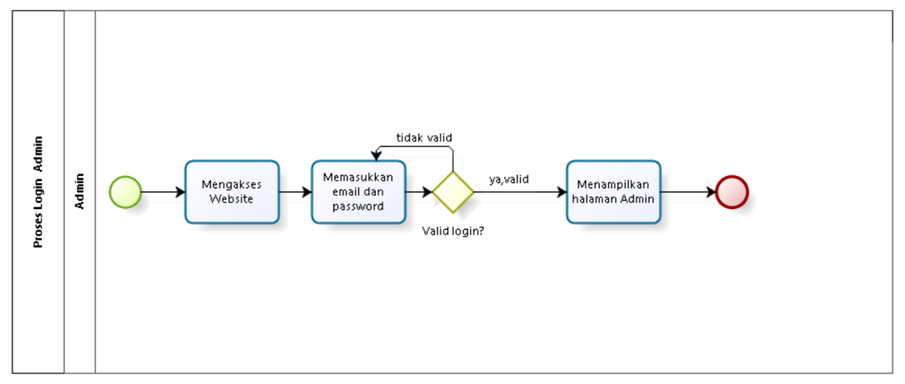 Proses Login Admin
Admin
Mengakses
Website
Memasukkan
email dan
password
tidak valid
Valid login?
ya,valid
Menampilkan
halaman Admin